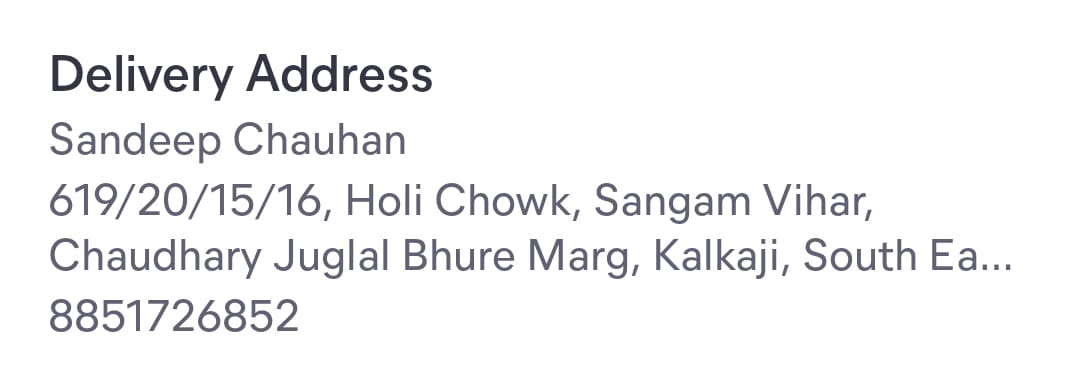 Delivery Address
Sandeep Chauhan
619/20/15/16, Holi Chowk, Sangam Vihar,
Chaudhary Juglal Bhure Marg, Kalkaji, South Ea...
8851726852